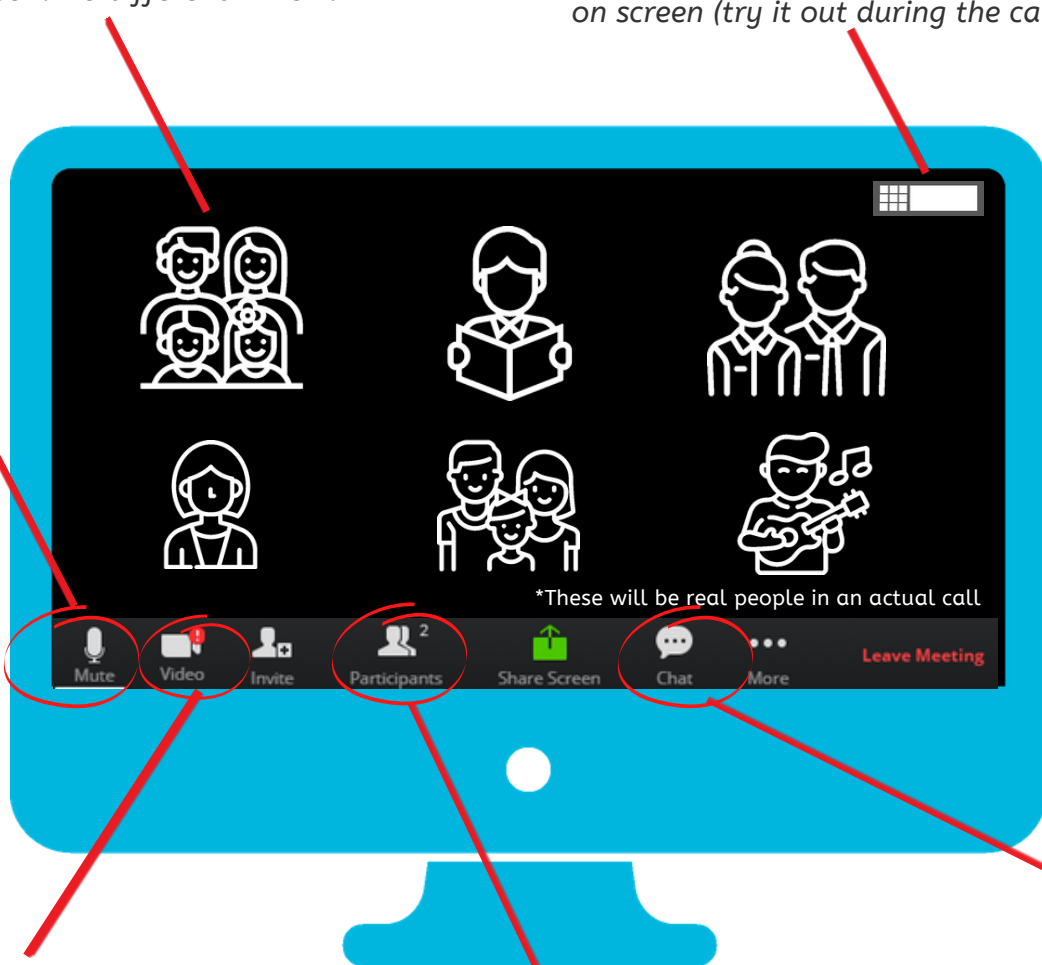 on screen (try it out during the ca
*These will be real people in an actual call
2
Mute
Video
Invite
Participants
Share Screen
Chat
More
Leave Meeting